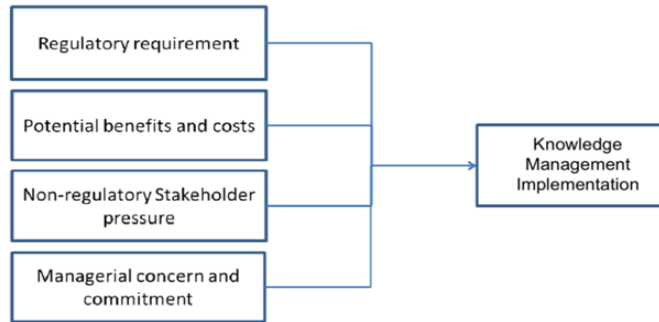 Regulatory requirement
Potential benefits and costs
Non-regulatory Stakeholder
pressure
Managerial concern and
commitment
Knowledge
Management
Implementation